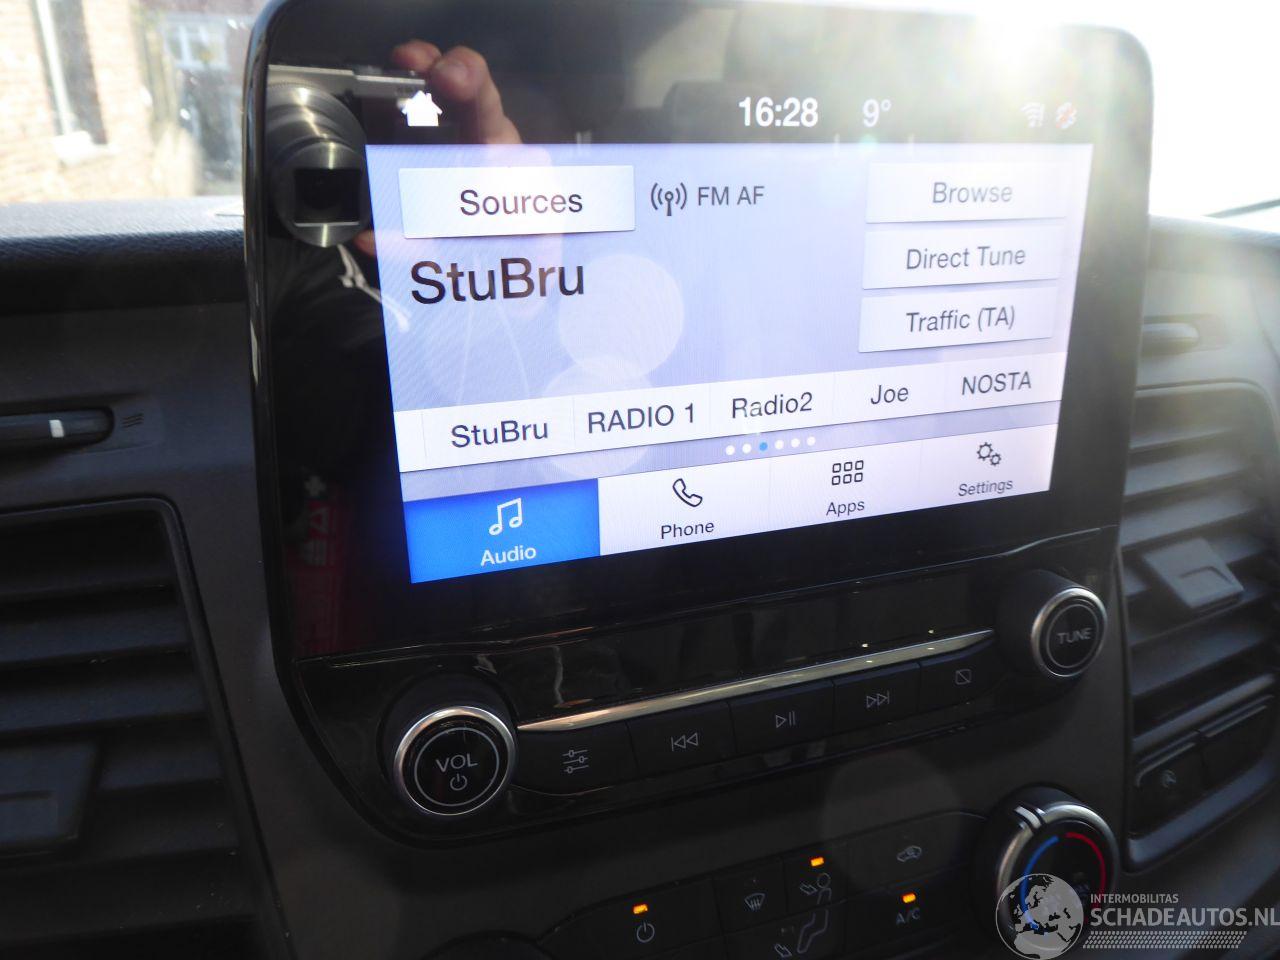 16:28 9°
Sources FM AF
Browse
StuBru
Direct Tune
Traffic (TA)
StuBru RADIO 1 Radio2 Joe NOSTA
Audio Phone Apps Settings
TUNE
VOL
A/C
INTERMOBILITAS
SCHADEAUTOS.NL